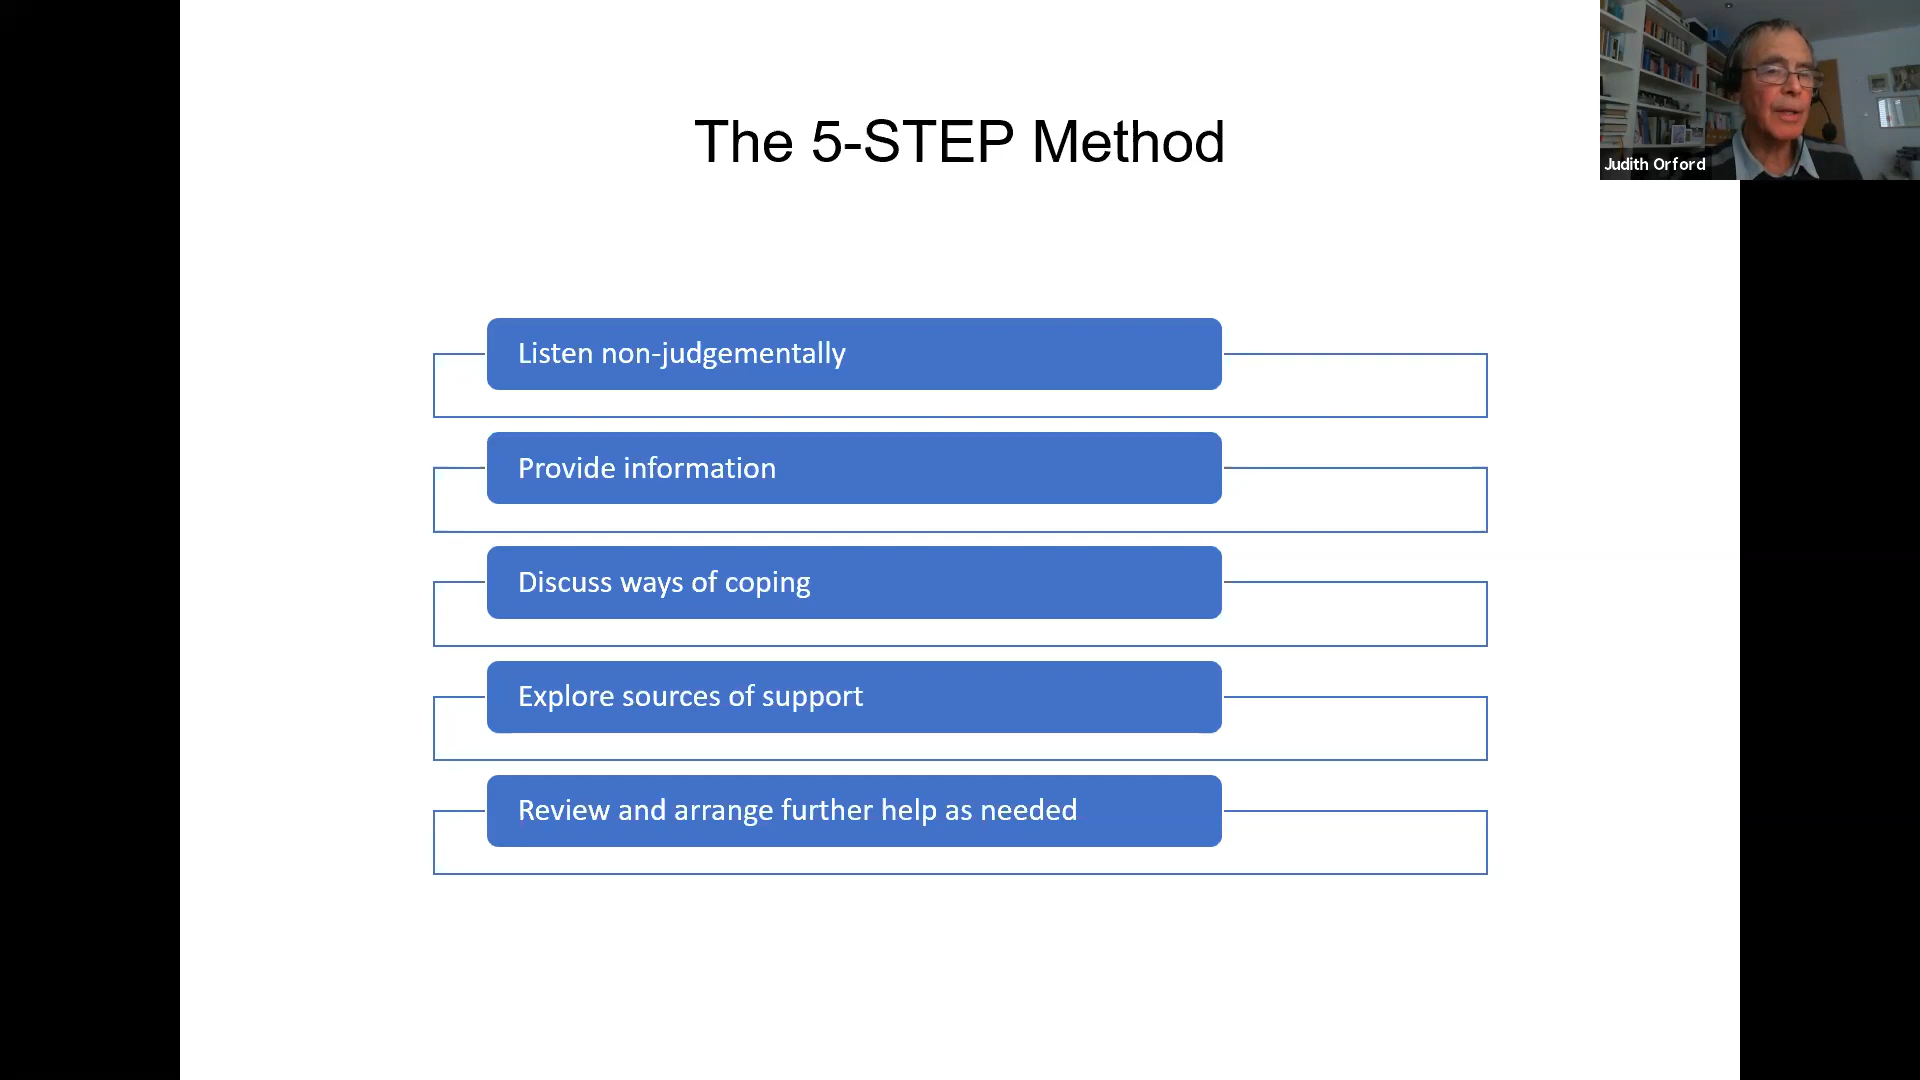 The 5-STEP Method
Judith Orford
Listen non-judgementally
Provide information
Discuss ways of coping
Explore sources of support
Review and arrange further help as needed